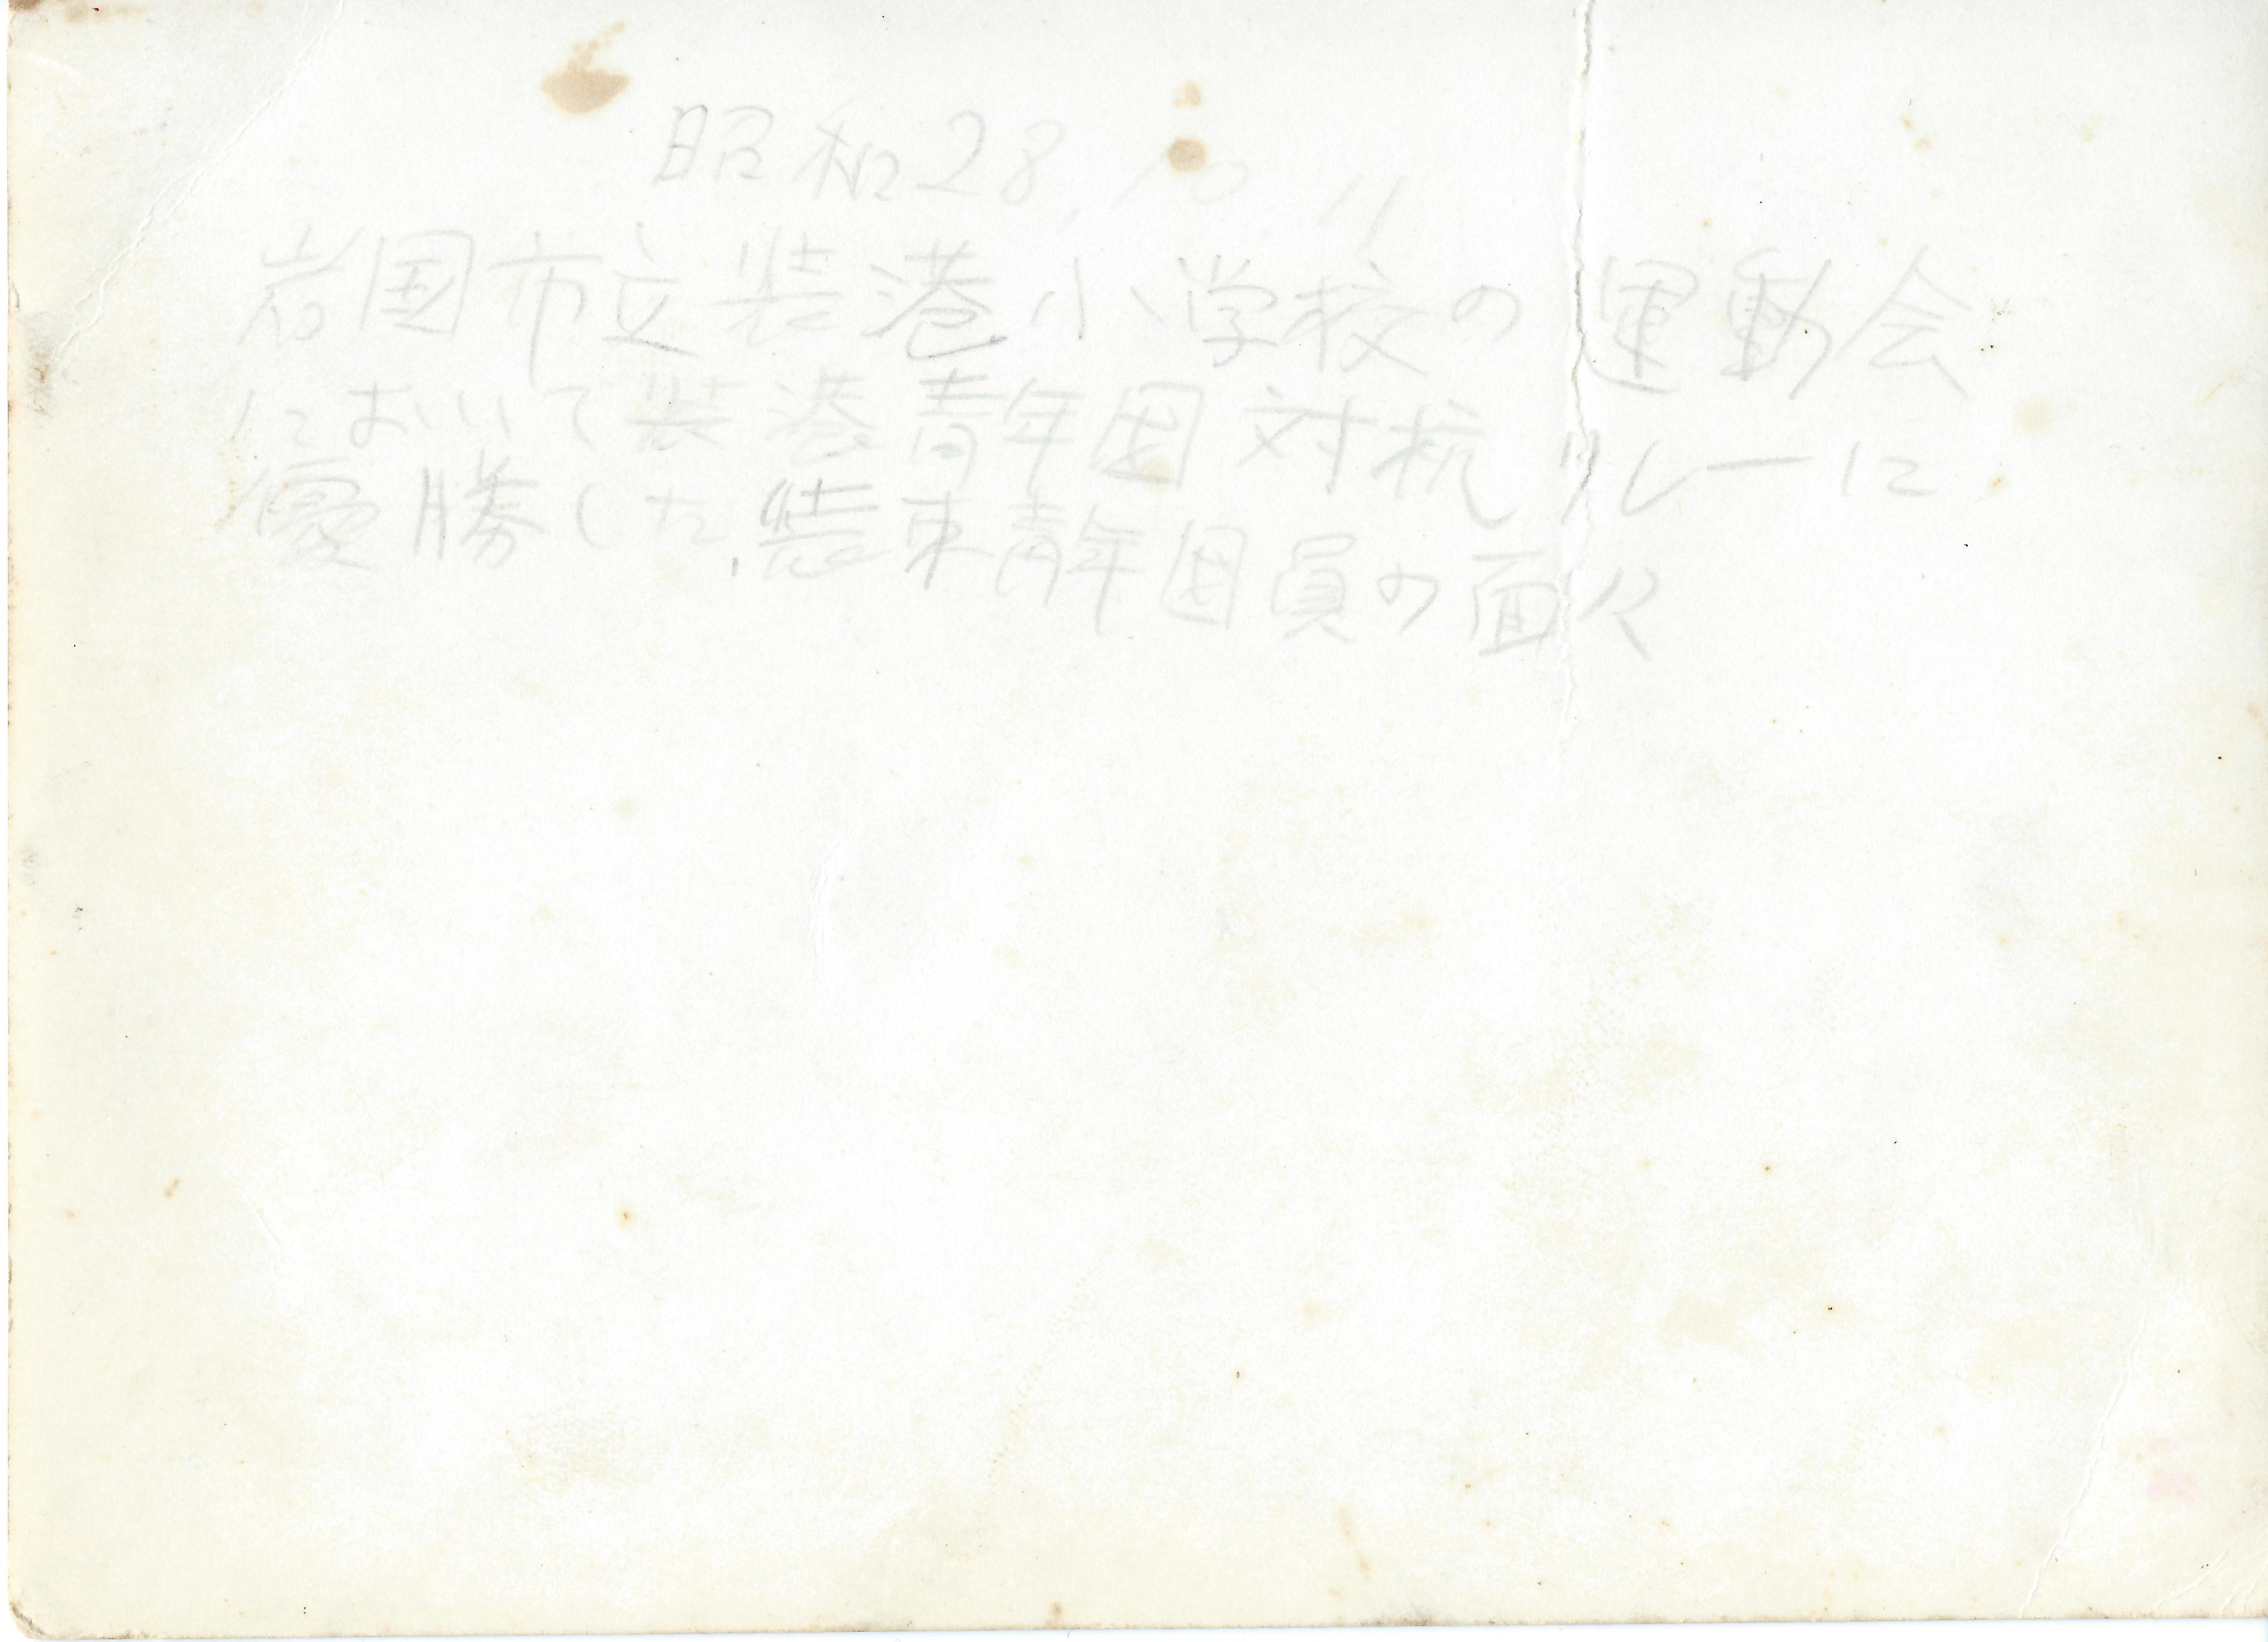 昭和28.10 11
岩国市立装港小学校の運動会
において装港青年団対抗リレーに
優勝した、装束青年団員の面々